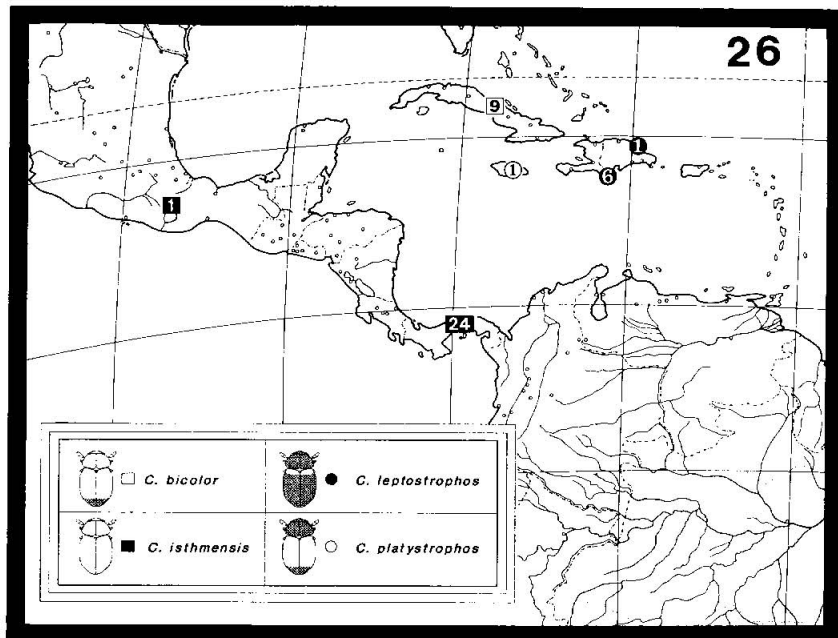 26
9
1
1
6
1
24
C. bicolor
C. leptostrophos
C. isthmensis
C. platystrophos